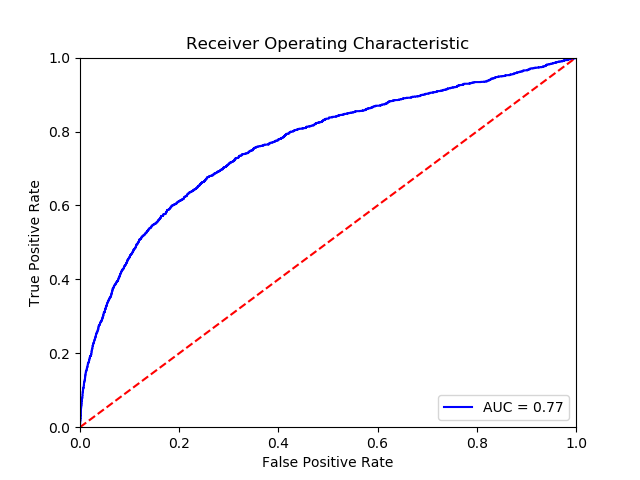 Receiver Operating Characteristic
1.0
0.8
0.6
0.4
0.2
0.0
True Positive Rate
AUC = 0.77
0.0 0.2 0.4 0.6 0.8 1.0
False Positive Rate